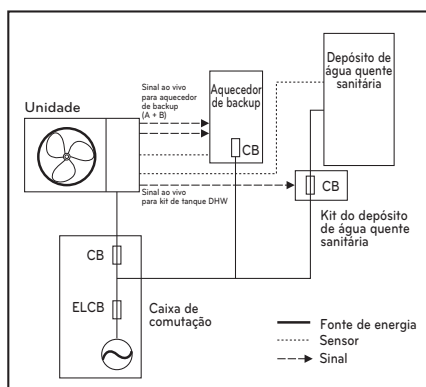 Depósito de
água quente
sanitária
Sinal ao vivo
para aquecedor
de backup
(A + B)
Aquecedor
de backup
Unidade
CB
Sinal ao vivo
para kit de tanque DHW
CB
Kit do depósito
de água quente
sanitária
CB
ELCB
Caixa de
comutação
Fonte de energia
Sensor
Sinal